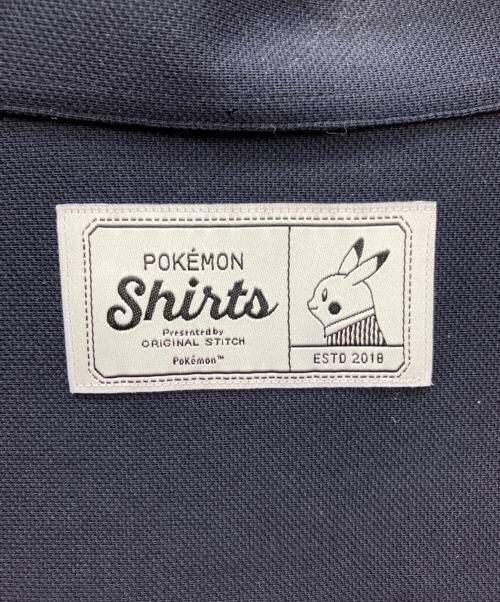 POKÉMON
Shirts
Presented by
ORIGINAL STITCH
Pokémon™
ESTD 2018